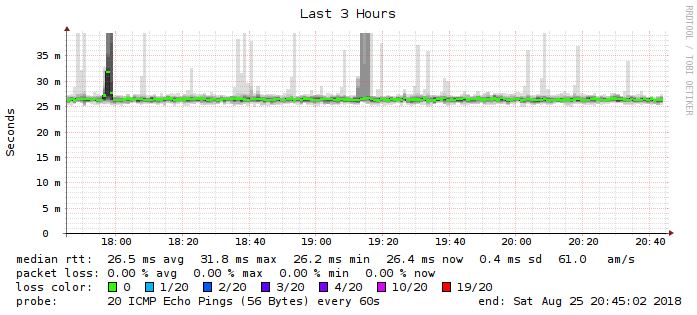 Last 3 Hours
RRDTOOL / TOBI OETIKER
Seconds
35 m
30 m
25 m
20 m
15 m
10 m
5 m
0
18:00 18:20 18:40 19:00 19:20 19:40 20:00 20:20 20:40
median rtt: 26.5 ms avg 31.8 ms max 26.2 ms min 26.4 ms now 0.4 ms sd 61.0 am/s
packet loss: 0.00 % avg 0.00 % max 0.00 % min 0.00 % now
loss color: 0 1/20 2/20 3/20 4/20 10/20 19/20
probe: 20 ICMP Echo Pings (56 Bytes) every 60s end: Sat Aug 25 20:45:02 2018